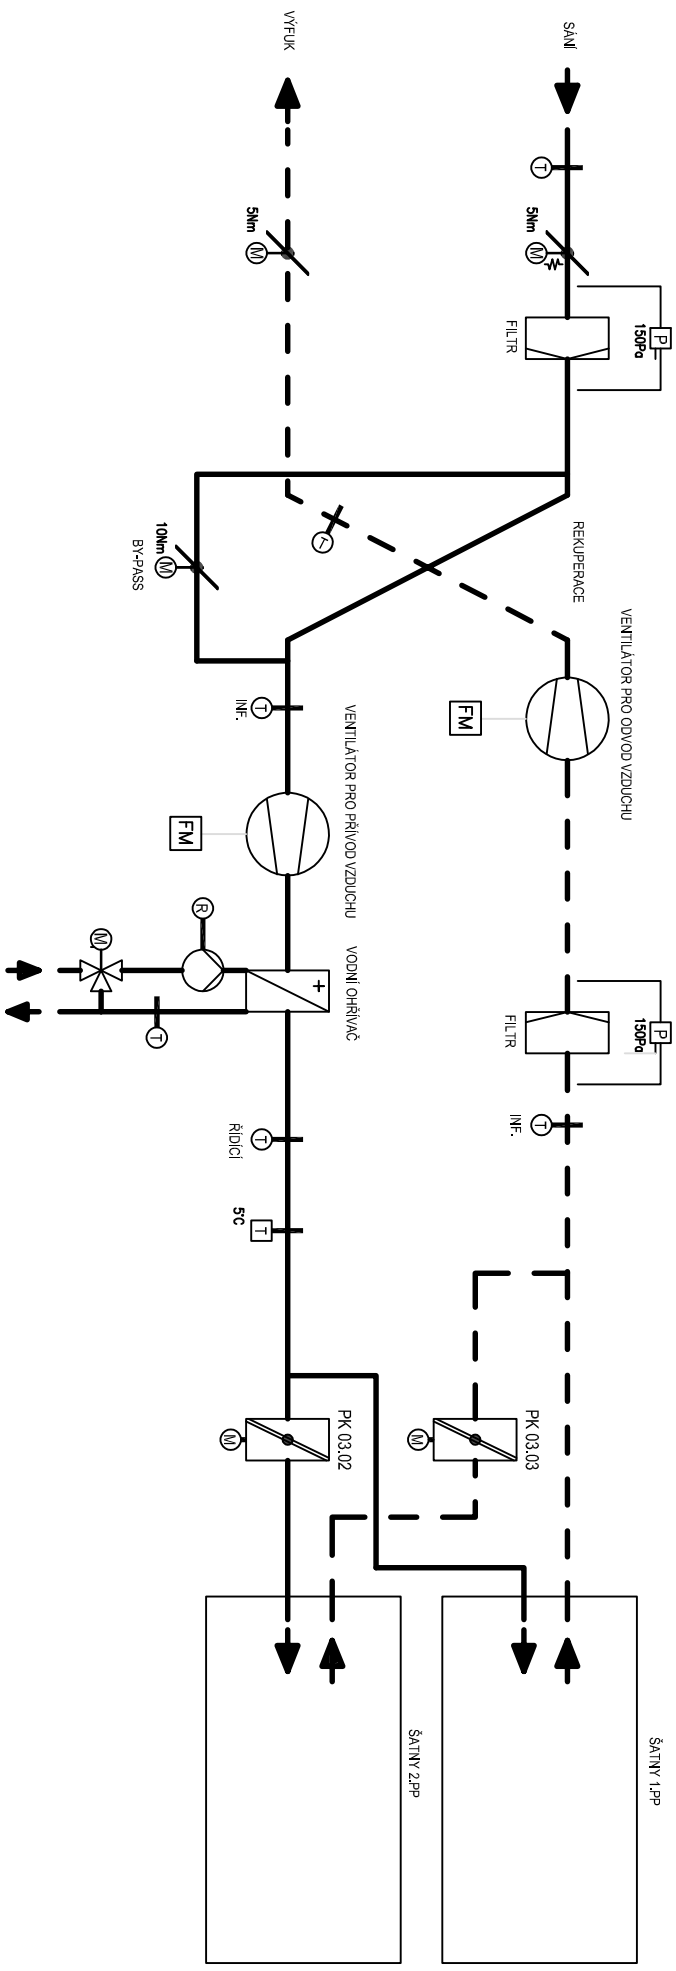 SÁNÍ
VÝFUK
T
5Nm
M
5Nm
M
P
150Pa
FILTR
T
REKUPERACE
10Nm
M
BY-PASS
VENTILÁTOR PRO ODVOD VZDUCHU
FM
T
INF.
VENTILÁTOR PRO PŘÍVOD VZDUCHU
FM
R
M
T
VODNÍ OHŘÍVAČ
+
P
150Pa
FILTR
T
INF.
T
ŘÍDÍCÍ
T
5°C
PK 03.03
M
PK 03.02
M
ŠATNY 1.PP
ŠATNY 2.PP